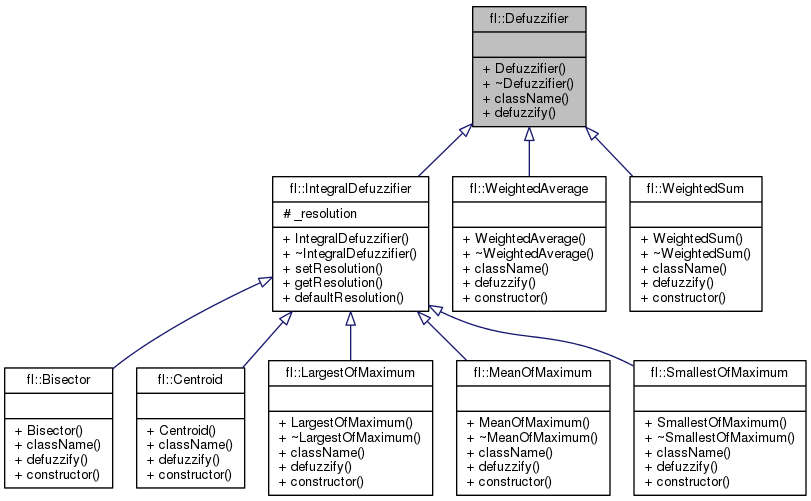 fl::Defuzzifier
+ Defuzzifier()
+ ~Defuzzifier()
+ className()
+ defuzzify()
fl::IntegralDefuzzifier
# _resolution
+ IntegralDefuzzifier()
+ ~IntegralDefuzzifier()
+ setResolution()
+ getResolution()
+ defaultResolution()
fl::WeightedAverage
+ WeightedAverage()
+ ~WeightedAverage()
+ className()
+ defuzzify()
+ constructor()
fl::WeightedSum
+ WeightedSum()
+ ~WeightedSum()
+ className()
+ defuzzify()
+ constructor()
fl::Bisector
+ Bisector()
+ className()
+ defuzzify()
+ constructor()
fl::Centroid
+ Centroid()
+ className()
+ defuzzify()
+ constructor()
fl::LargestOfMaximum
+ LargestOfMaximum()
+ ~LargestOfMaximum()
+ className()
+ defuzzify()
+ constructor()
fl::MeanOfMaximum
+ MeanOfMaximum()
+ ~MeanOfMaximum()
+ className()
+ defuzzify()
+ constructor()
fl::SmallestOfMaximum
+ SmallestOfMaximum()
+ ~SmallestOfMaximum()
+ className()
+ defuzzify()
+ constructor()